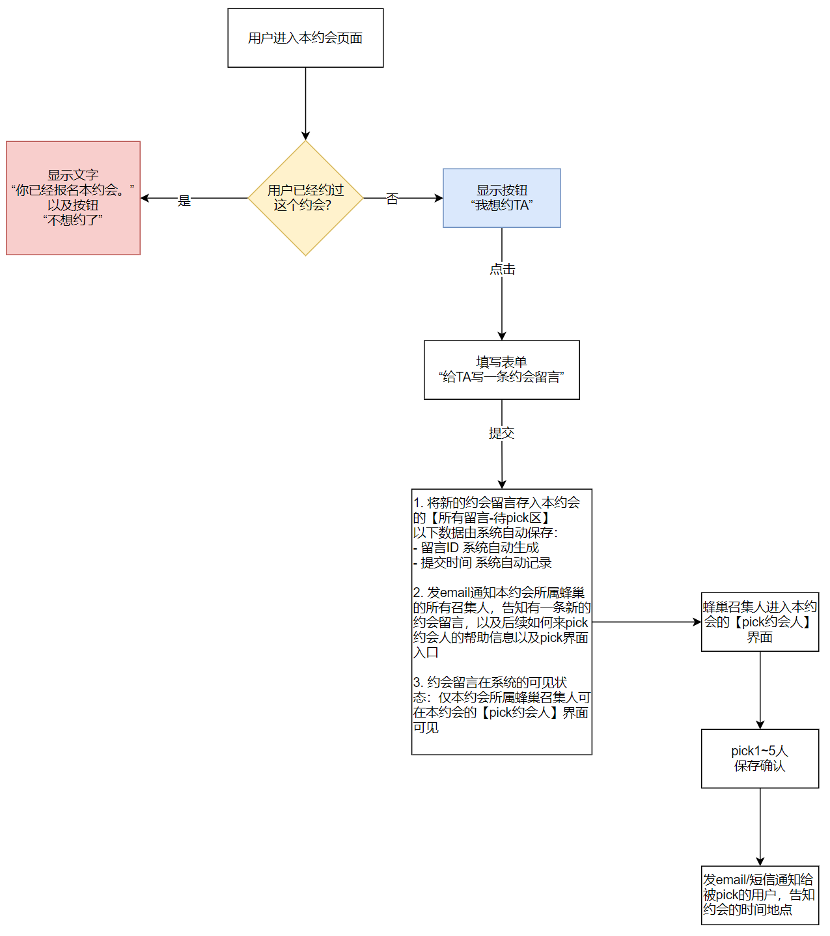 用户进入本约会页面
显示文字
“你已经报名本约会。”
以及按钮
“不想约了”
是
用户已经约过
这个约会？
否
显示按钮
“我想约TA”
点击
填写表单
“给TA写一条约会留言”
提交
1. 将新的约会留言存入本约会
的【所有留言-待pick区】
以下数据由系统自动保存：
- 留言ID 系统自动生成
- 提交时间 系统自动记录
2. 发email通知本约会所属蜂巢
的所有召集人，告知有一条新的
约会留言，以及后续如何来pick
约会人的帮助信息以及pick界面
入口
3. 约会留言在系统的可见状
态：仅本约会所属蜂巢召集人可
在本约会的【pick约会人】界面
可见
蜂巢召集人进入本约
会的【pick约会人】
界面
pick1~5人
保存确认
发email/短信通知给
被pick的用户，告知
约会的时间地点